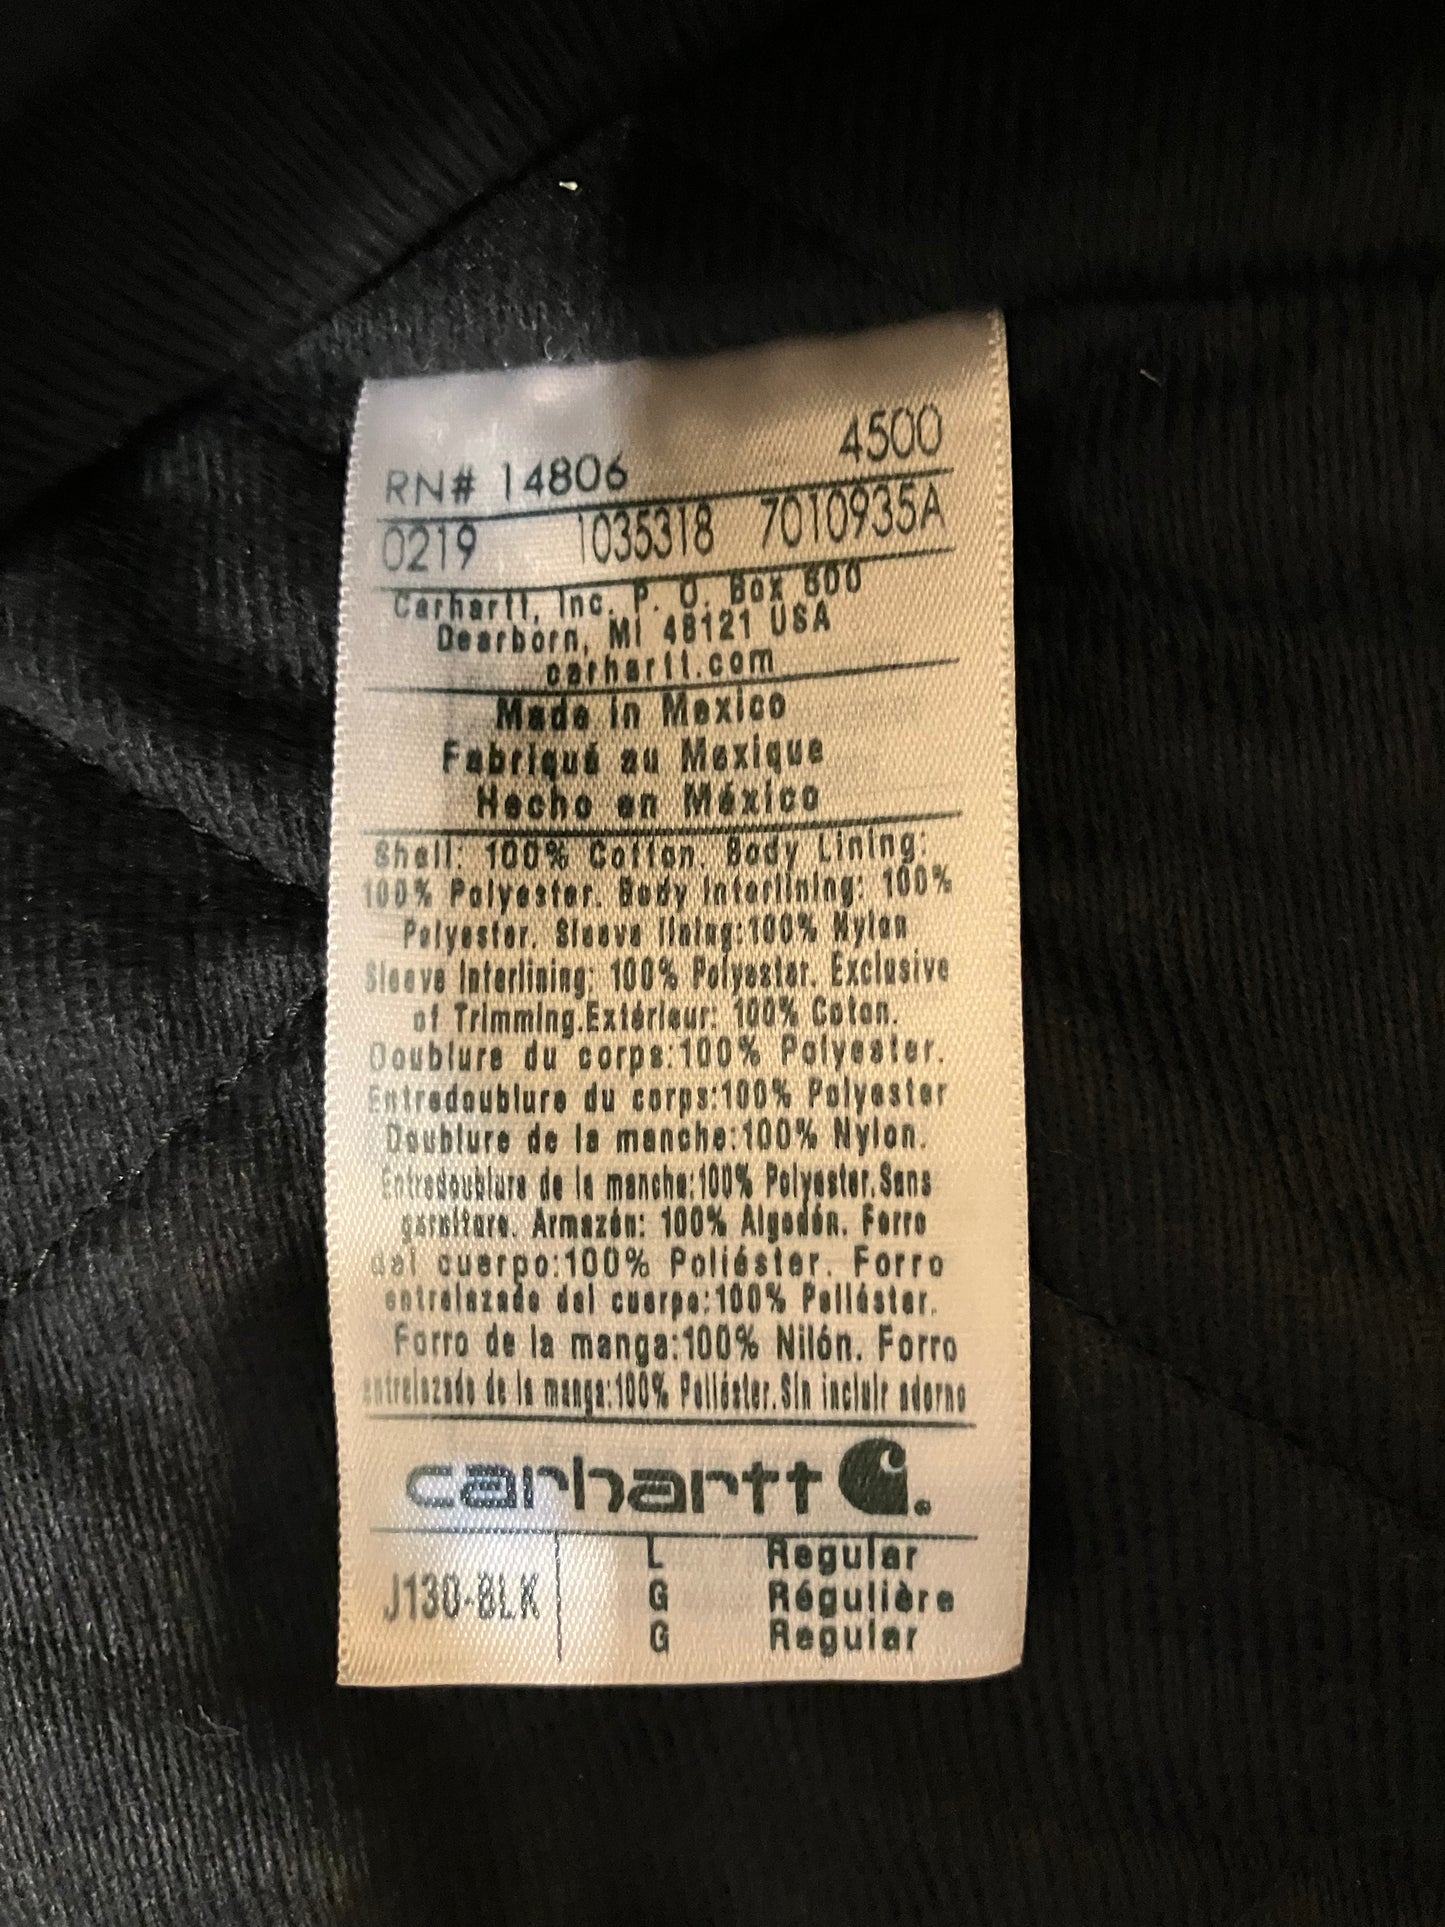 4500
RN# 14806
0219 1035318 7010935A
Carhartt, Inc. P. O. Box 600
Dearborn, MI 48121 USA
carhartt.com
Made in Mexico
Fabriqué au Mexique
Hecho en México
Shell: 100% Cotton. Body Lining:
100% Polyester. Body Interlining: 100%
Polyester. Sleeve lining:100% Nylon
Sleeve Interlining: 100% Polyester. Exclusive
of Trimming.Extérieur: 100% Coton.
Doublure du corps:100% Polyester.
Entredoublure du corps:100% Polyester
Doublure de la manche:100% Nylon.
Entredoublure de la manche:100% Polyester.Sans
garniture. Armazón: 100% Algodón. Forro
del cuerpo:100% Poliéster. Forro
entrelazado del cuerpo:100% Poliéster.
Forro de la manga:100% Nilón. Forro
entrelazado de la manga:100% Poliéster.Sin incluir adorno
carhartt
J130-BLK L Regular
G Régulière
G Regular